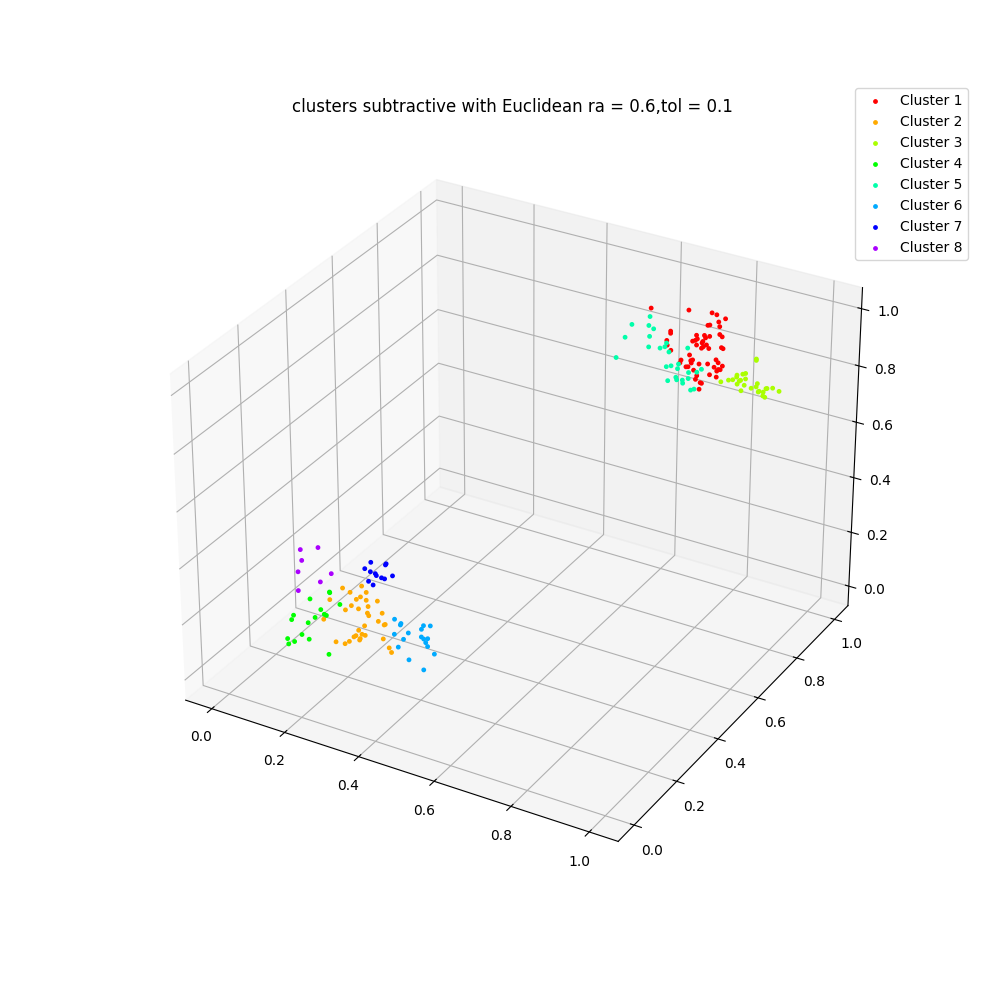 clusters subtractive with Euclidean ra = 0.6,tol = 0.1
Cluster 1
Cluster 2
Cluster 3
Cluster 4
Cluster 5
Cluster 6
Cluster 7
Cluster 8
1.0
0.8
0.6
0.4
0.2
0.0
1.0
0.8
0.6
0.4
0.2
0.0
0.0
0.2
0.4
0.6
0.8
1.0